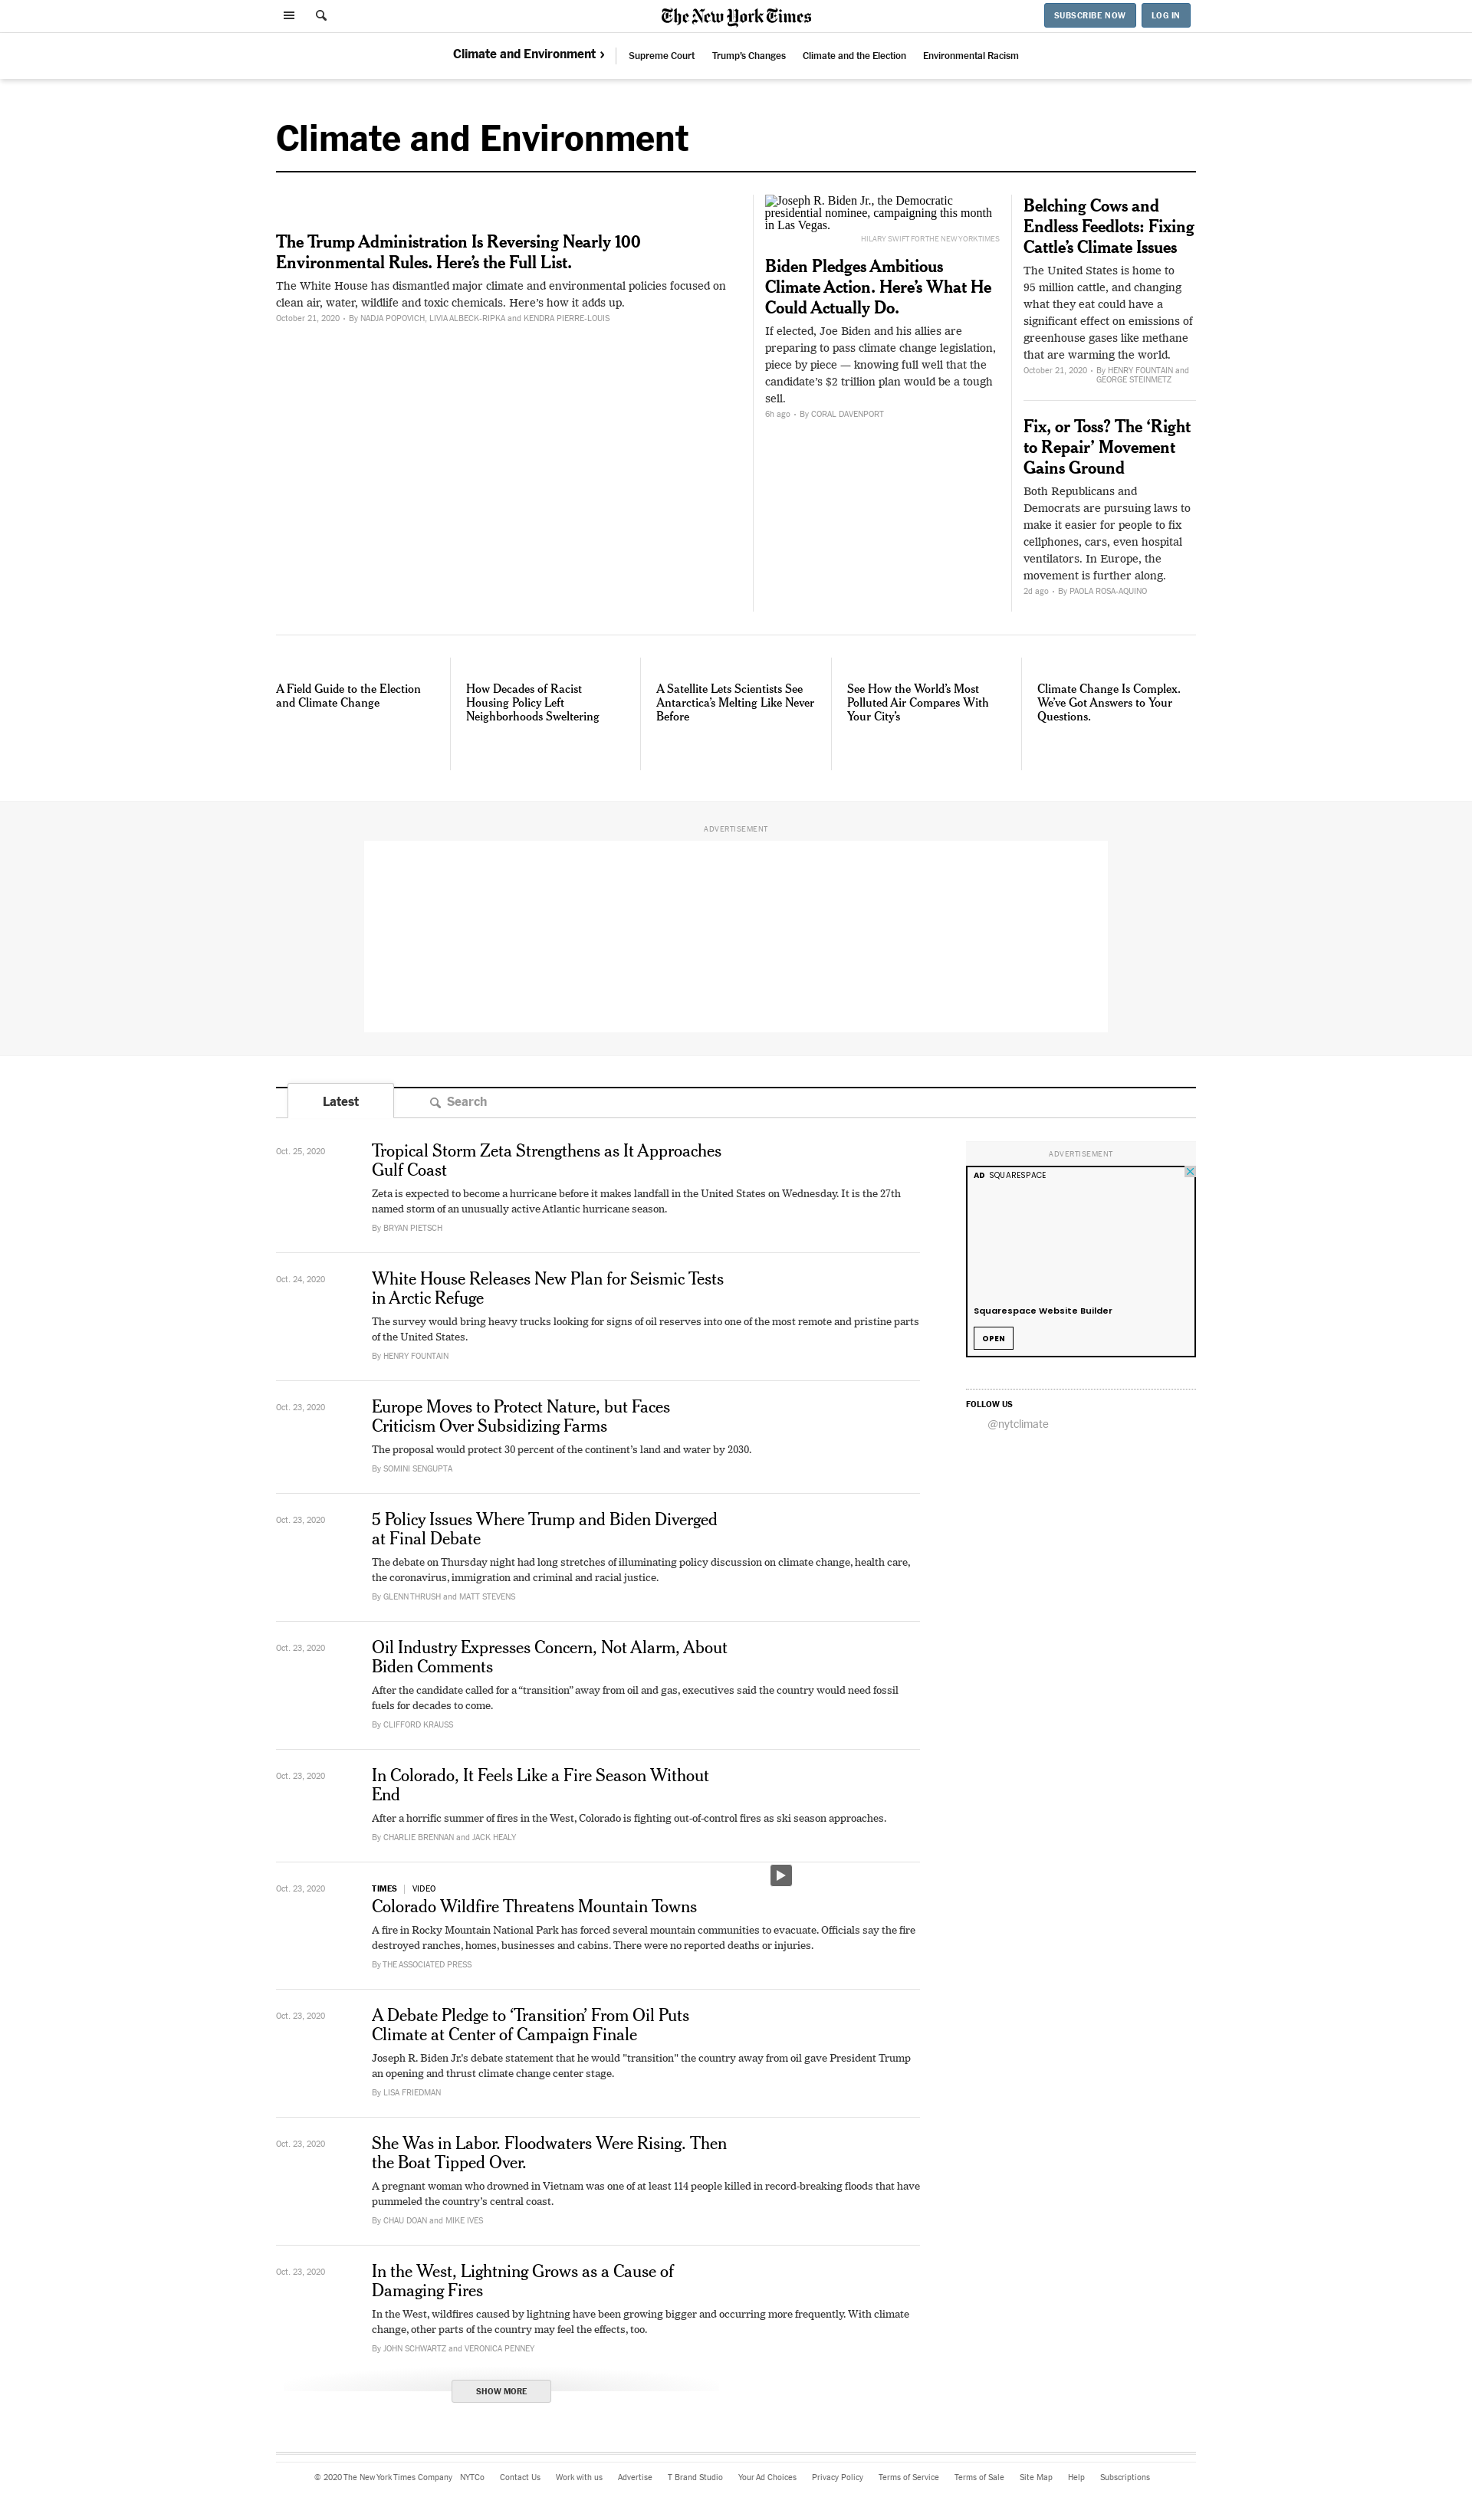 The New York Times
SUBSCRIBE NOW
LOG IN
Climate and Environment ›
Supreme Court
Trump's Changes
Climate and the Election
Environmental Racism
Climate and Environment
The Trump Administration Is Reversing Nearly 100
Environmental Rules. Here's the Full List.
The White House has dismantled major climate and environmental policies focused on
clean air, water, wildlife and toxic chemicals. Here's how it adds up.
October 21, 2020 • By NADJA POPOVICH, LIVIA ALBECK-RIPKA and KENDRA PIERRE-LOUIS
Joseph R. Biden Jr., the Democratic
presidential nominee, campaigning this month
in Las Vegas.
HILARY SWIFT FOR THE NEW YORK TIMES
Biden Pledges Ambitious
Climate Action. Here's What He
Could Actually Do.
If elected, Joe Biden and his allies are
preparing to pass climate change legislation,
piece by piece — knowing full well that the
candidate's $2 trillion plan would be a tough
sell.
6h ago • By CORAL DAVENPORT
Belching Cows and
Endless Feedlots: Fixing
Cattle's Climate Issues
The United States is home to
95 million cattle, and changing
what they eat could have a
significant effect on emissions of
greenhouse gases like methane
that are warming the world.
October 21, 2020 • By HENRY FOUNTAIN and
GEORGE STEINMETZ
Fix, or Toss? The 'Right
to Repair' Movement
Gains Ground
Both Republicans and
Democrats are pursuing laws to
make it easier for people to fix
cellphones, cars, even hospital
ventilators. In Europe, the
movement is further along.
2d ago • By PAOLA ROSA-AQUINO
A Field Guide to the Election
and Climate Change
How Decades of Racist
Housing Policy Left
Neighborhoods Sweltering
A Satellite Lets Scientists See
Antarctica's Melting Like Never
Before
See How the World's Most
Polluted Air Compares With
Your City's
Climate Change Is Complex.
We've Got Answers to Your
Questions.
ADVERTISEMENT
Latest
Search
Oct. 25, 2020
Tropical Storm Zeta Strengthens as It Approaches
Gulf Coast
Zeta is expected to become a hurricane before it makes landfall in the United States on Wednesday. It is the 27th
named storm of an unusually active Atlantic hurricane season.
By BRYAN PIETSCH
Oct. 24, 2020
White House Releases New Plan for Seismic Tests
in Arctic Refuge
The survey would bring heavy trucks looking for signs of oil reserves into one of the most remote and pristine parts
of the United States.
By HENRY FOUNTAIN
Oct. 23, 2020
Europe Moves to Protect Nature, but Faces
Criticism Over Subsidizing Farms
The proposal would protect 30 percent of the continent's land and water by 2030.
By SOMINI SENGUPTA
Oct. 23, 2020
5 Policy Issues Where Trump and Biden Diverged
at Final Debate
The debate on Thursday night had long stretches of illuminating policy discussion on climate change, health care,
the coronavirus, immigration and criminal and racial justice.
By GLENN THRUSH and MATT STEVENS
Oct. 23, 2020
Oil Industry Expresses Concern, Not Alarm, About
Biden Comments
After the candidate called for a “transition” away from oil and gas, executives said the country would need fossil
fuels for decades to come.
By CLIFFORD KRAUSS
Oct. 23, 2020
In Colorado, It Feels Like a Fire Season Without
End
After a horrific summer of fires in the West, Colorado is fighting out-of-control fires as ski season approaches.
By CHARLIE BRENNAN and JACK HEALY
Oct. 23, 2020
TIMES | VIDEO
Colorado Wildfire Threatens Mountain Towns
A fire in Rocky Mountain National Park has forced several mountain communities to evacuate. Officials say the fire
destroyed ranches, homes, businesses and cabins. There were no reported deaths or injuries.
By THE ASSOCIATED PRESS
Oct. 23, 2020
A Debate Pledge to ‘Transition’ From Oil Puts
Climate at Center of Campaign Finale
Joseph R. Biden Jr.'s debate statement that he would "transition" the country away from oil gave President Trump
an opening and thrust climate change center stage.
By LISA FRIEDMAN
Oct. 23, 2020
She Was in Labor. Floodwaters Were Rising. Then
the Boat Tipped Over.
A pregnant woman who drowned in Vietnam was one of at least 114 people killed in record-breaking floods that have
pummeled the country's central coast.
By CHAU DOAN and MIKE IVES
Oct. 23, 2020
In the West, Lightning Grows as a Cause of
Damaging Fires
In the West, wildfires caused by lightning have been growing bigger and occurring more frequently. With climate
change, other parts of the country may feel the effects, too.
By JOHN SCHWARTZ and VERONICA PENNEY
SHOW MORE
ADVERTISEMENT
AD SQUARESPACE
Squarespace Website Builder
OPEN
FOLLOW US
@nytclimate
© 2020 The New York Times Company
NYTCo
Contact Us
Work with us
Advertise
T Brand Studio
Your Ad Choices
Privacy Policy
Terms of Service
Terms of Sale
Site Map
Help
Subscriptions